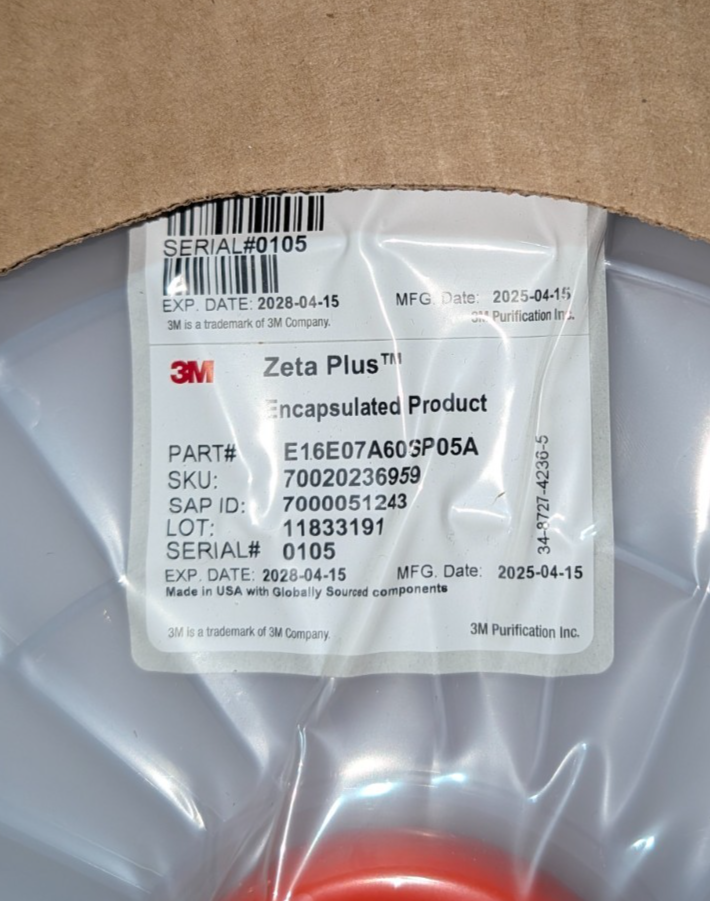 SERIAL#0105
EXP. DATE: 2028-04-15 MFG. Date: 2025-04-15
3M is a trademark of 3M Company. 3M Purification Inc.
3M Zeta Plus™
Encapsulated Product
PART# E16E07A60SP05A
SKU: 70020236959
SAP ID: 7000051243
LOT: 11833191
SERIAL# 0105
34-8727-4236-5
EXP. DATE: 2028-04-15 MFG. Date: 2025-04-15
Made in USA with Globally Sourced components
3M is a trademark of 3M Company. 3M Purification Inc.